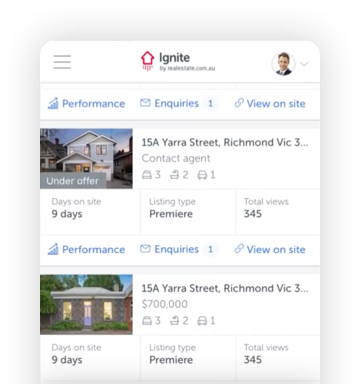 Ignite
by realestate.com.au
Performance Enquiries 1 View on site
15A Yarra Street, Richmond Vic 3...
Contact agent
3 2 1
Under offer
Days on site Listing type Total views
9 days Premiere 345
Performance Enquiries 1 View on site
15A Yarra Street, Richmond Vic 3...
$700,000
3 2 1
Days on site Listing type Total views
9 days Premiere 345